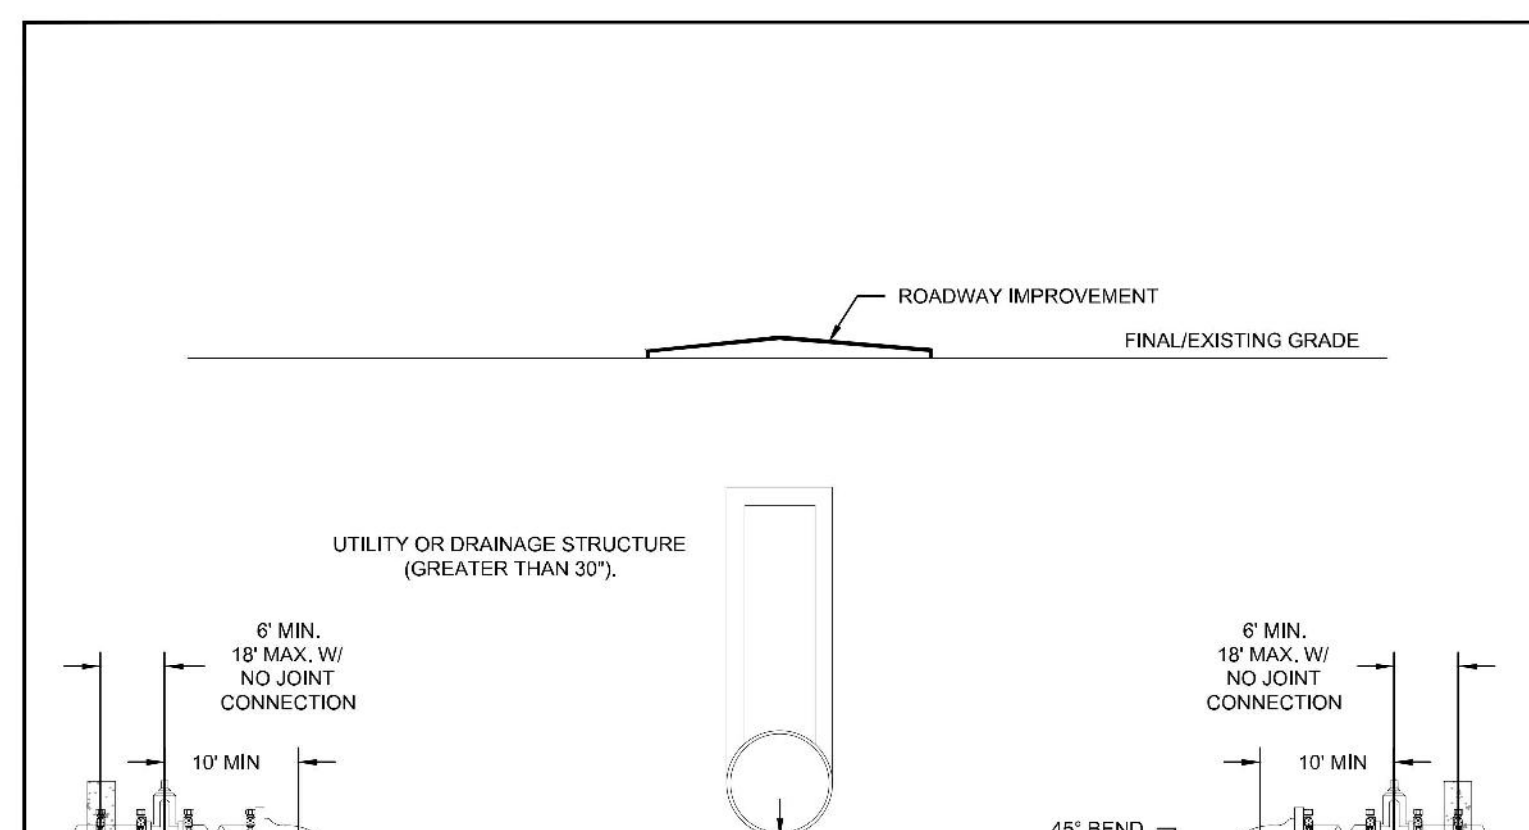 ROADWAY IMPROVEMENT
FINAL/EXISTING GRADE
UTILITY OR DRAINAGE STRUCTURE
(GREATER THAN 30").
6' MIN.
18' MAX. W/
NO JOINT
CONNECTION
10' MIN
6' MIN.
18' MAX. W/
NO JOINT
CONNECTION
10' MIN
45° BEND